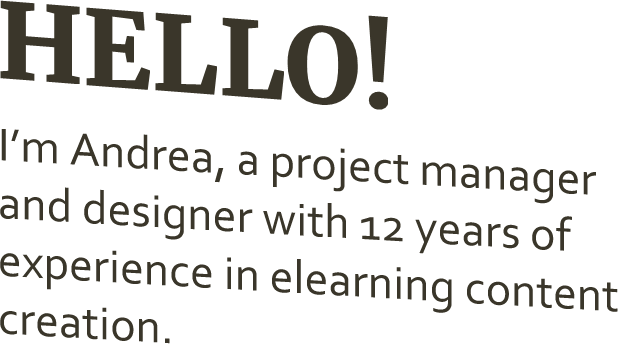 HELLO!
I’m Andrea, a project manager
and designer with 12 years of
experience in elearning content
creation.